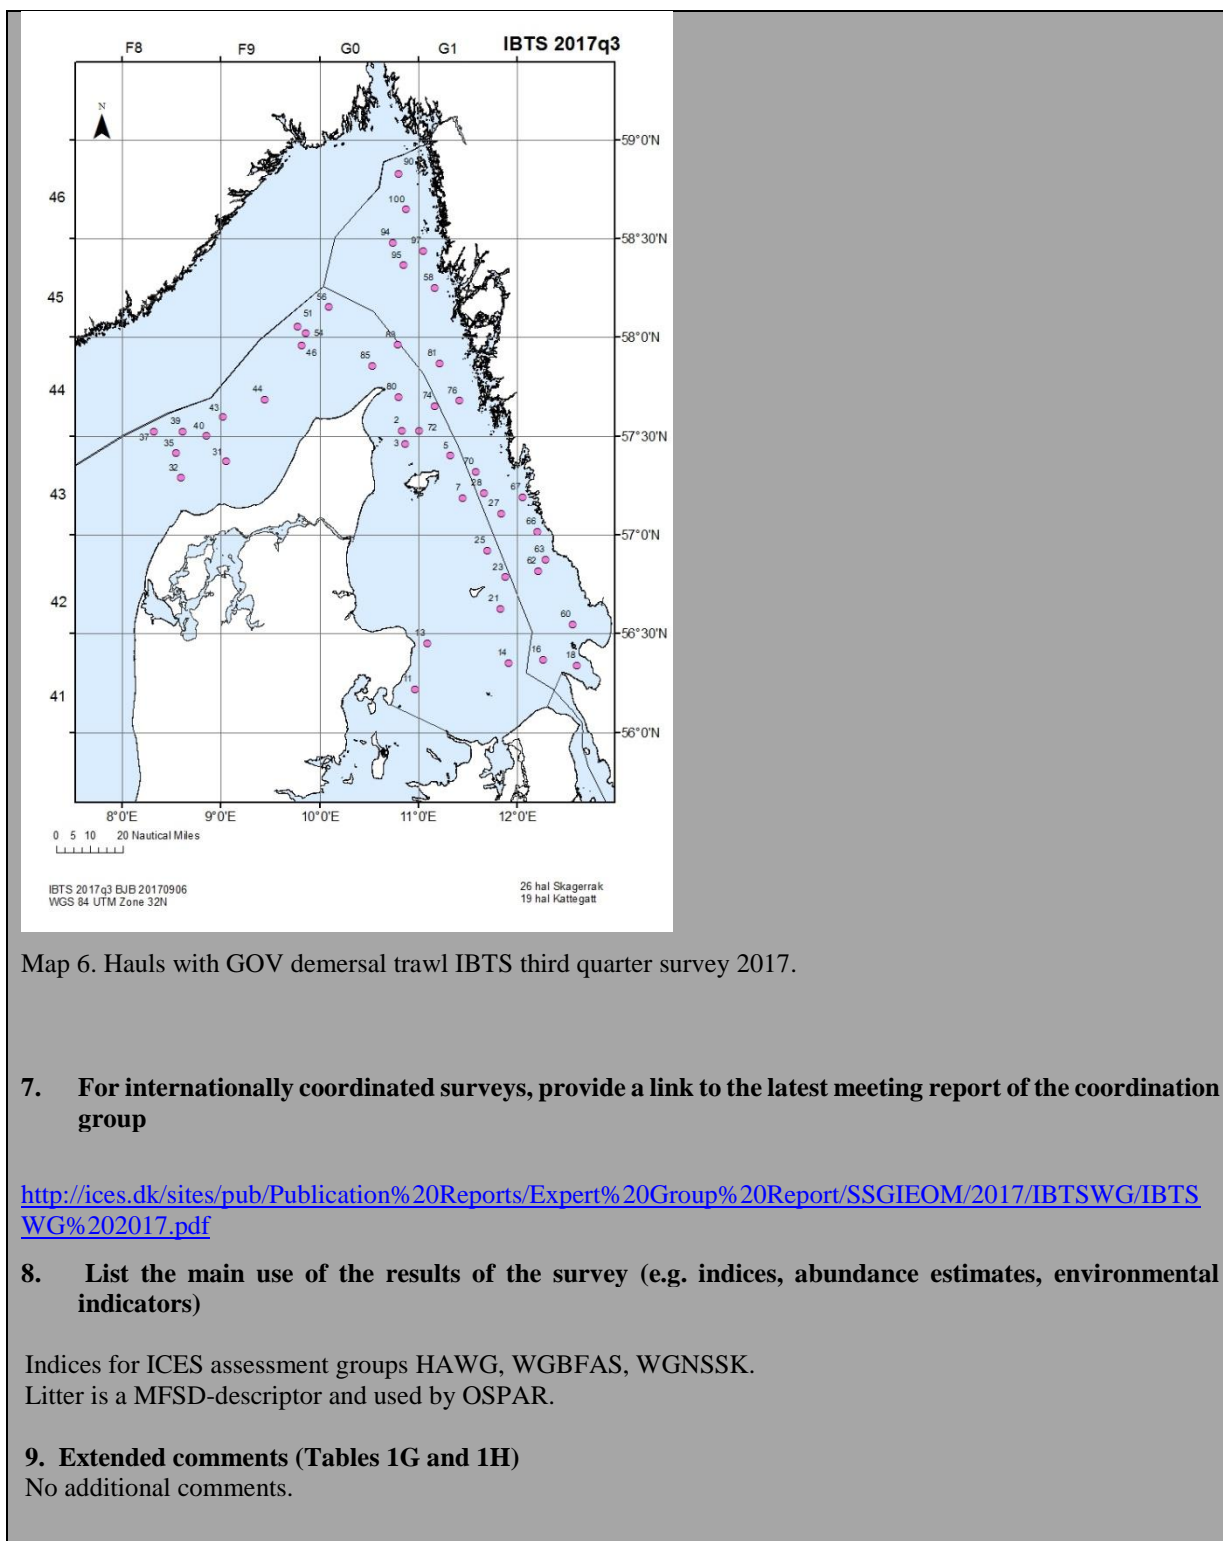 IBTS 2017q3
F8 F9 G0 G1
N
59°0'N
90
46
100
58°30'N
94
97
95
58
45
56
51
54
58°0'N
46
81
85
44
44
80
76
74
43
39
40
2
72
37
57°30'N
35
3
31
5
32
70
28
7
67
43
27
66
57°0'N
25
63
62
23
42
21
60
56°30'N
13
14
16
18
11
41
56°0'N
8°0'E 9°0'E 10°0'E 11°0'E 12°0'E
0 5 10 20 Nautical Miles
IBTS 2017q3 BJB 20170906
WGS 84 UTM Zone 32N
26 hal Skagerrak
19 hal Kattegatt
Map 6. Hauls with GOV demersal trawl IBTS third quarter survey 2017.
7. For internationally coordinated surveys, provide a link to the latest meeting report of the coordination
group
http://ices.dk/sites/pub/Publication%20Reports/Expert%20Group%20Report/SSGIEOM/2017/IBTSWG/IBTS
WG%202017.pdf
8. List the main use of the results of the survey (e.g. indices, abundance estimates, environmental
indicators)
Indices for ICES assessment groups HAWG, WGBFAS, WGNSSK.
Litter is a MFSD-descriptor and used by OSPAR.
9. Extended comments (Tables 1G and 1H)
No additional comments.